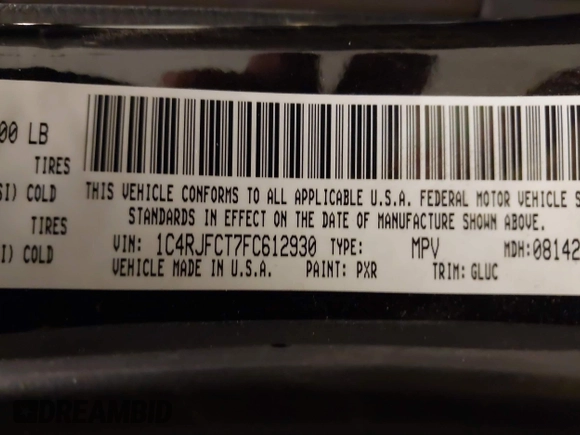 00 LB
TIRES
SI) COLD
TIRES
I) COLD
THIS VEHICLE CONFORMS TO ALL APPLICABLE U.S.A. FEDERAL MOTOR VEHICLE S
STANDARDS IN EFFECT ON THE DATE OF MANUFACTURE SHOWN ABOVE.
VIN: 1C4RJFCT7FC612930 TYPE: MPV MDH:08142
VEHICLE MADE IN U.S.A. PAINT: PXR TRIM: GLUC
DREAMBID